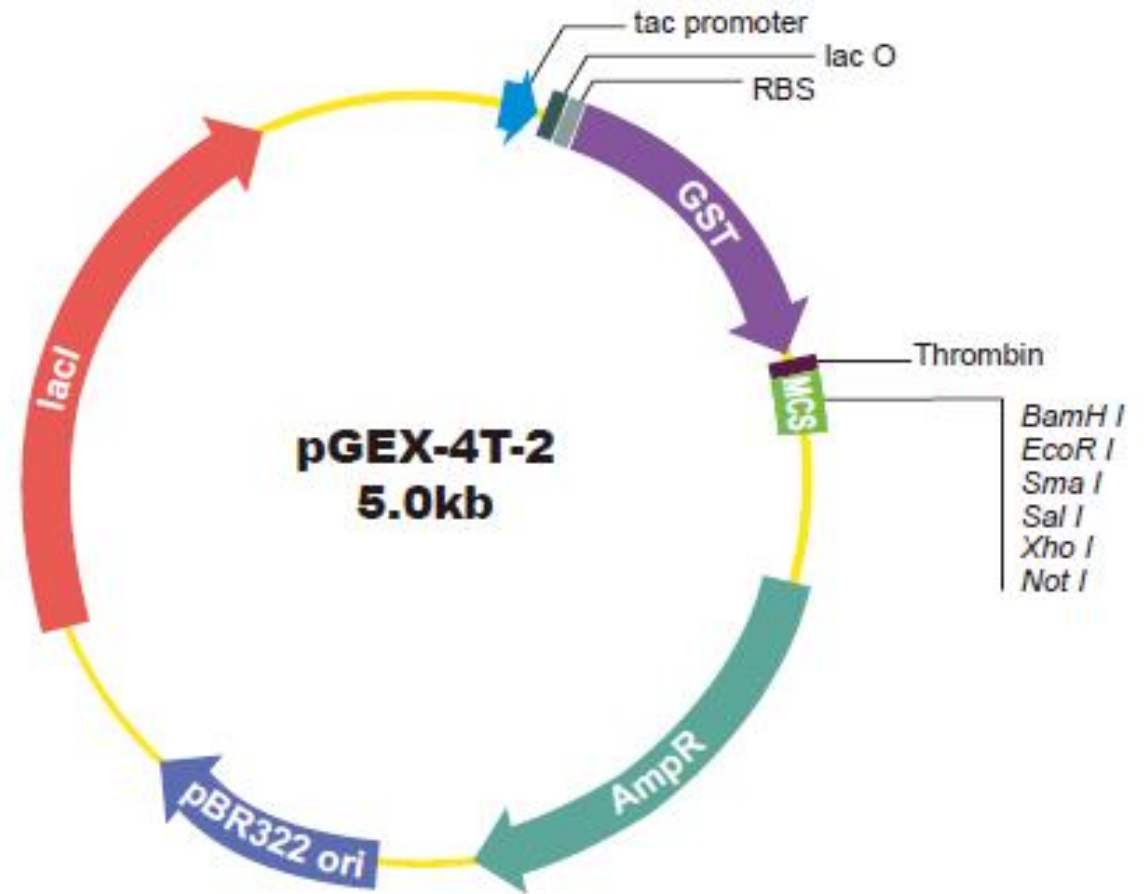 tac promoter
lac O
RBS
GST
Thrombin
MCS
BamH I
EcoR I
Sma I
Sal I
Xho I
Not I
lacI
pGEX-4T-2
5.0kb
AmpR
pBR322 ori